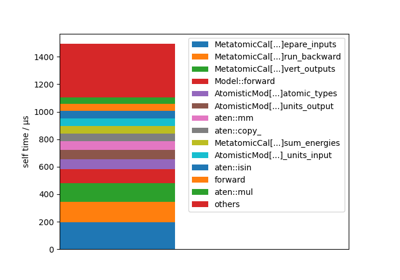 1400
1200
1000
800
600
400
200
0
self time / µs
MetatomicCal[...]epare_inputs
MetatomicCal[...]run_backward
MetatomicCal[...]vert_outputs
Model::forward
AtomisticMod[...]atomic_types
AtomisticMod[...]units_output
aten::mm
aten::copy_
MetatomicCal[...]sum_energies
AtomisticMod[...]_units_input
aten::isin
forward
aten::mul
others